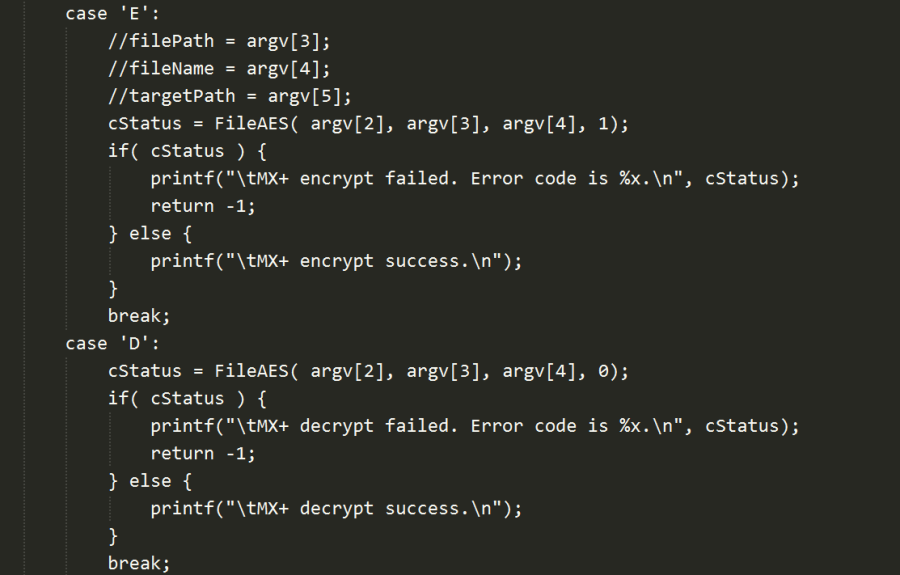 case 'E':
//filePath = argv[3];
//fileName = argv[4];
//targetPath = argv[5];
cStatus = FileAES( argv[2], argv[3], argv[4], 1);
if( cStatus ) {
printf("\tMX+ encrypt failed. Error code is %x.\n", cStatus);
return -1;
} else {
printf("\tMX+ encrypt success.\n");
}
break;
case 'D':
cStatus = FileAES( argv[2], argv[3], argv[4], 0);
if( cStatus ) {
printf("\tMX+ decrypt failed. Error code is %x.\n", cStatus);
return -1;
} else {
printf("\tMX+ decrypt success.\n");
}
break;